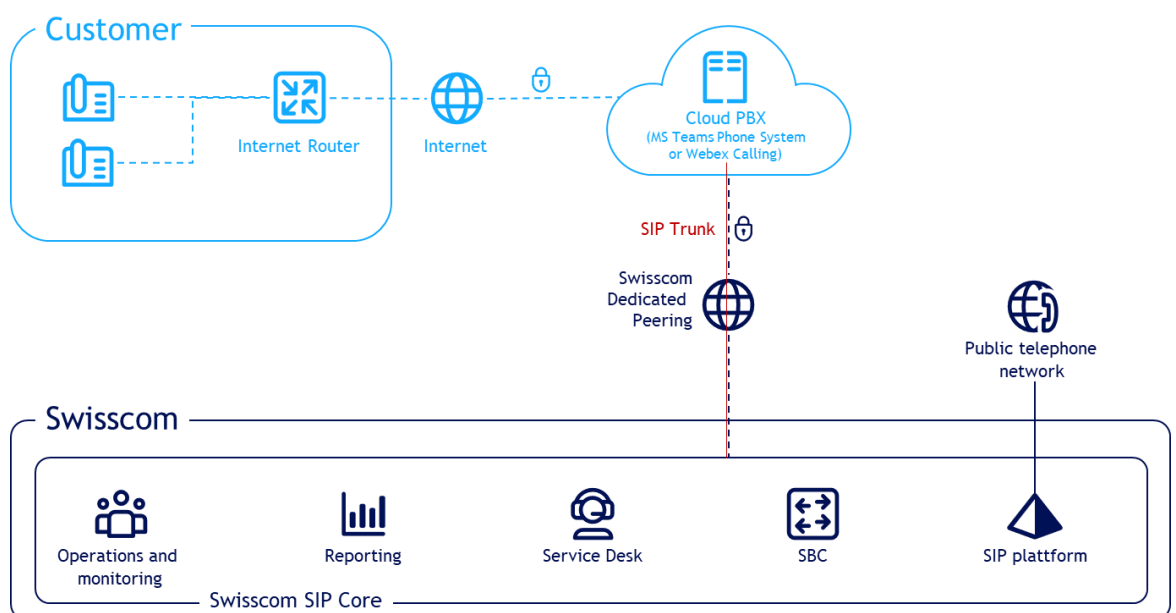 Customer
Internet Router
Internet
Cloud PBX
(MS Teams Phone System
or Webex Calling)
SIP Trunk
Swisscom
Dedicated
Peering
Public telephone
network
Swisscom
Operations and
monitoring
Reporting
Service Desk
SBC
SIP plattform
Swisscom SIP Core